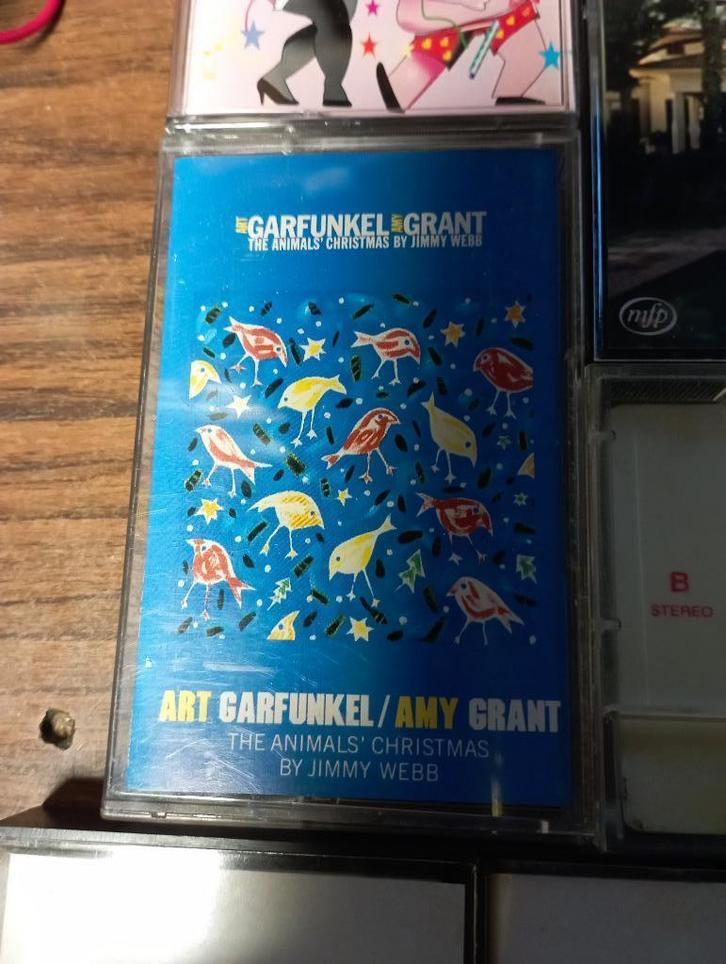 ART GARFUNKEL AMY GRANT
THE ANIMALS' CHRISTMAS BY JIMMY WEBB
mfp
B
STEREO
ART GARFUNKEL/AMY GRANT
THE ANIMALS' CHRISTMAS
BY JIMMY WEBB